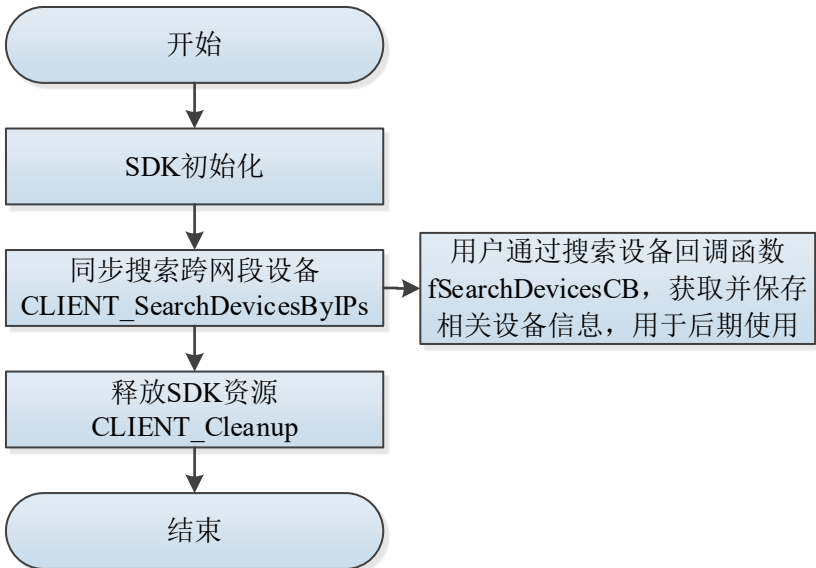 开始
SDK初始化
同步搜索跨网段设备
CLIENT_SearchDevicesByIPs
用户通过搜索设备回调函数
fSearchDevicesCB，获取并保存
相关设备信息，用于后期使用
释放SDK资源
CLIENT_Cleanup
结束